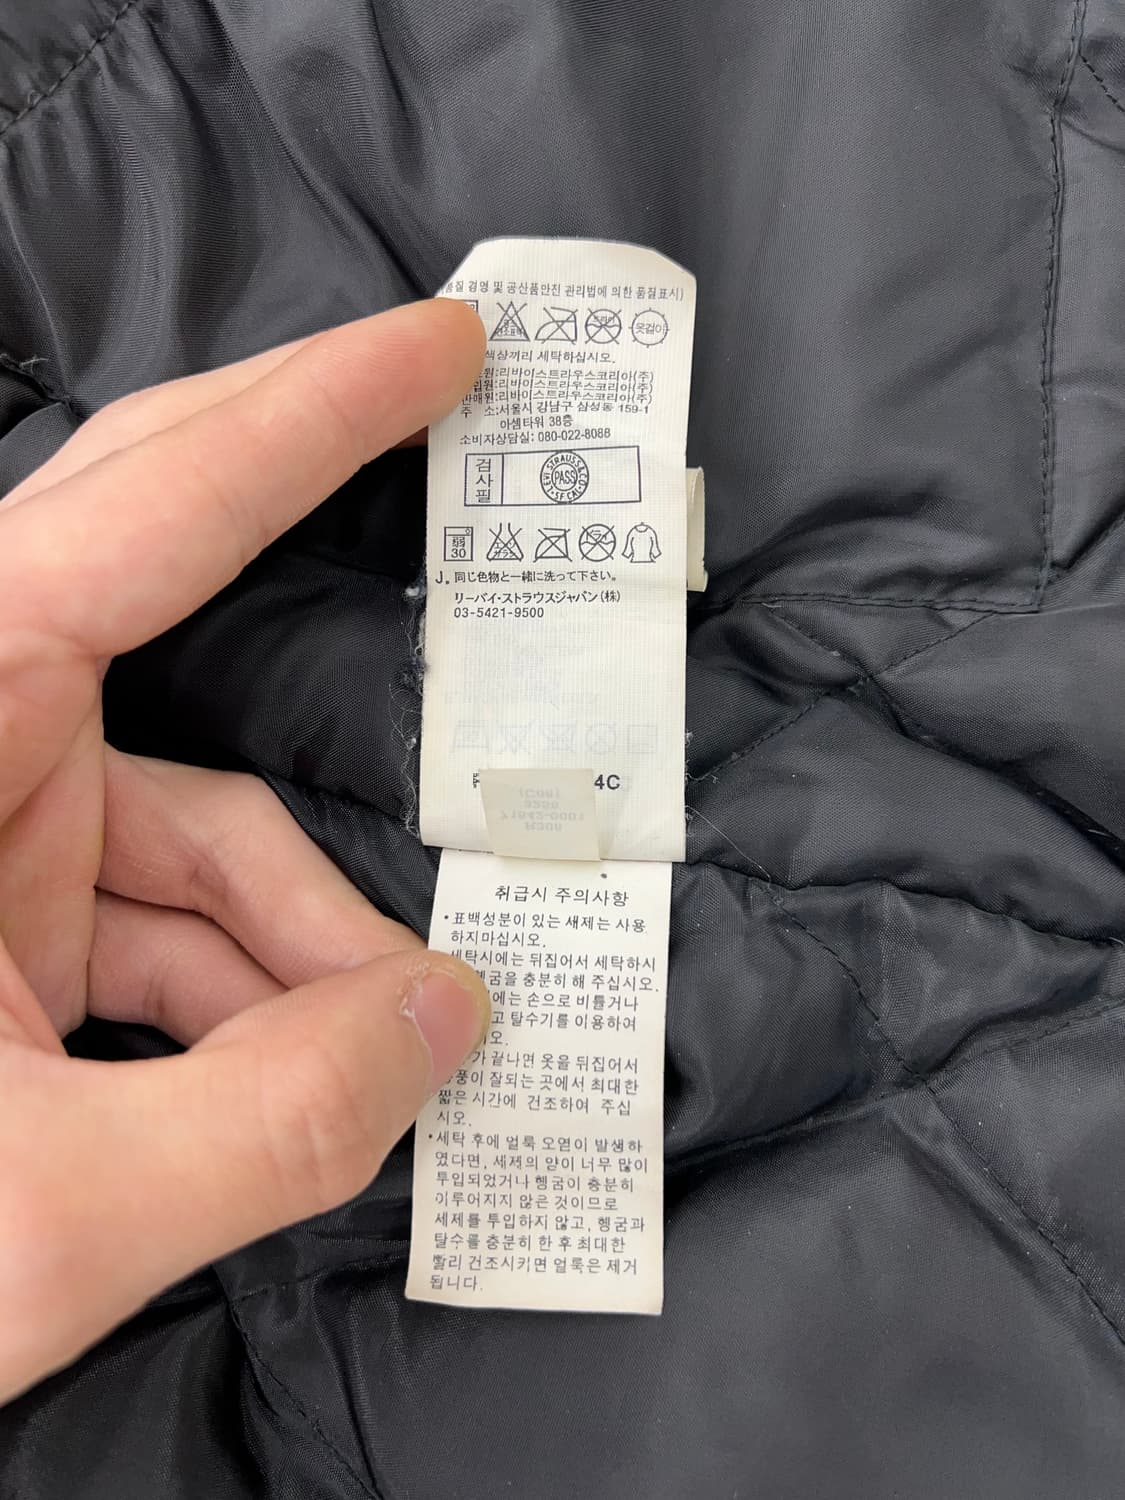 품질 경영 및 공산품안전 관리법에 의한 품질표시)
옷걸이
색상끼리 세탁하십시오.
원:리바이스트라우스코리아(주)
원:리바이스트라우스코리아(주)
판매원:리바이스트라우스코리아(주)
주 소:서울시 강남구 삼성동 159-1
아셈타워 38층
소비자상담실: 080-022-8088
검사필
LEVI STRAUSS & CO.
PASS
SF CAL
弱
30
J. 同じ色物と一緒に洗って下さい。
リーバイ・ストラウスジャパン(株)
03-5421-9500
4C
취급시 주의사항
•표백성분이 있는 새제는 사용
하지마십시오.
세탁시에는 뒤집어서 세탁하시
헹굼을 충분히 해 주십시오.
에는 손으로 비틀거나
고 탈수기를 이용하여
오.
가 끝나면 옷을 뒤집어서
통풍이 잘되는 곳에서 최대한
짧은 시간에 건조하여 주십
시오.
•세탁 후에 얼룩 오염이 발생하
였다면, 세제의 양이 너무 많이
투입되었거나 헹굼이 충분히
이루어지지 않은 것이므로
세제를 투입하지 않고, 헹굼과
탈수를 충분히 한 후 최대한
빨리 건조시키면 얼룩은 제거
됩니다.